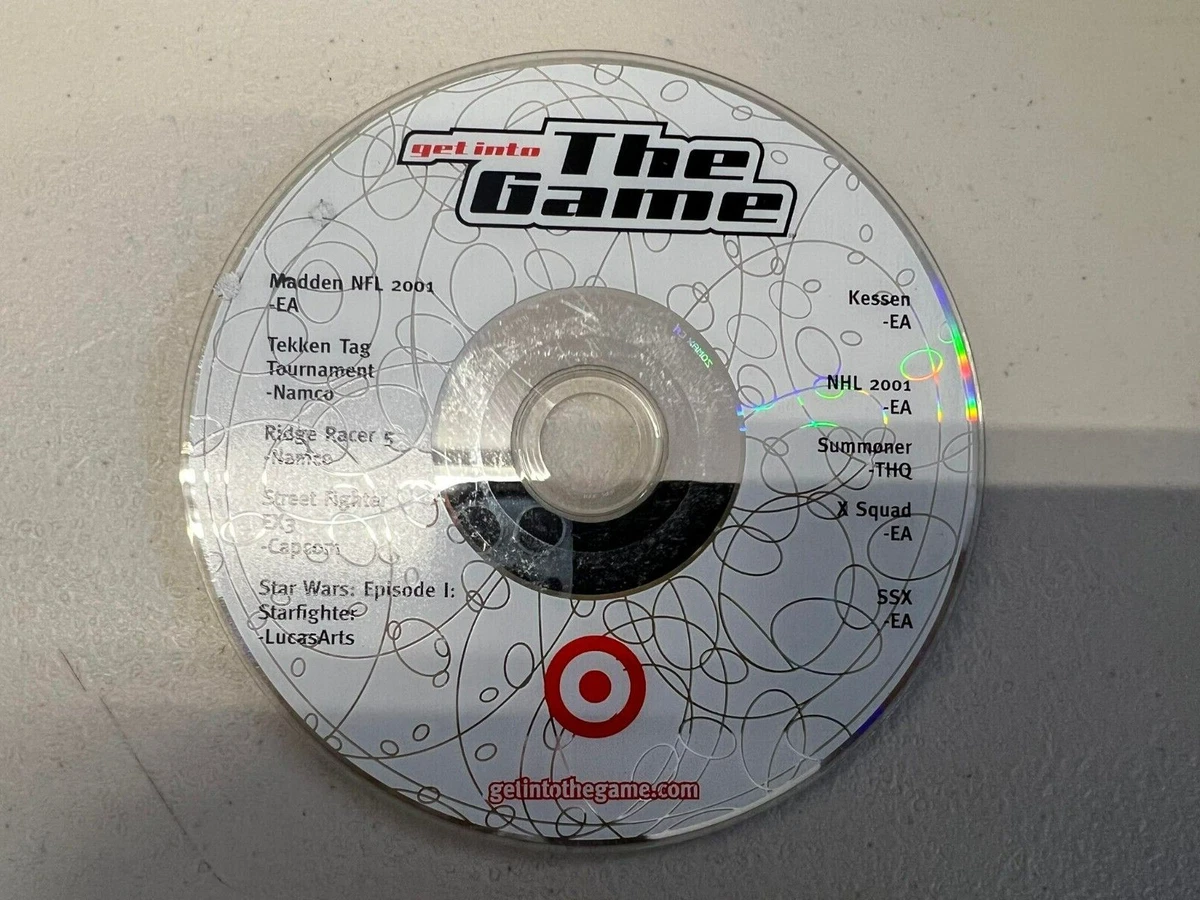 get into The
Game
Madden NFL 2001
-EA
Tekken Tag
Tournament
-Namco
Ridge Racer 5
-Namco
Street Fighter
EX3
-Capcom
Star Wars: Episode I:
Starfighter
-LucasArts
Kessen
-EA
NHL 2001
-EA
Summoner
-THQ
X Squad
-EA
SSX
-EA
getintothegame.com